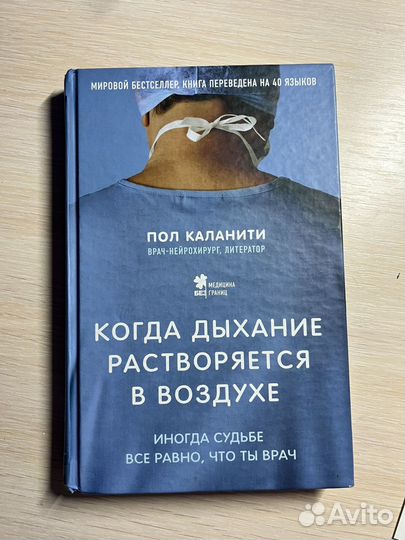 МИРОВОЙ БЕСТСЕЛЛЕР, КНИГА ПЕРЕВЕДЕНА НА 40 ЯЗЫКОВ
ПОЛ КАЛАНИТИ
ВРАЧ-НЕЙРОХИРУРГ, ЛИТЕРАТОР
МЕДИЦИНА
БЕЗ ГРАНИЦ
КОГДА ДЫХАНИЕ
РАСТВОРЯЕТСЯ
В ВОЗДУХЕ
ИНОГДА СУДЬБЕ
ВСЕ РАВНО, ЧТО ТЫ ВРАЧ
Avito